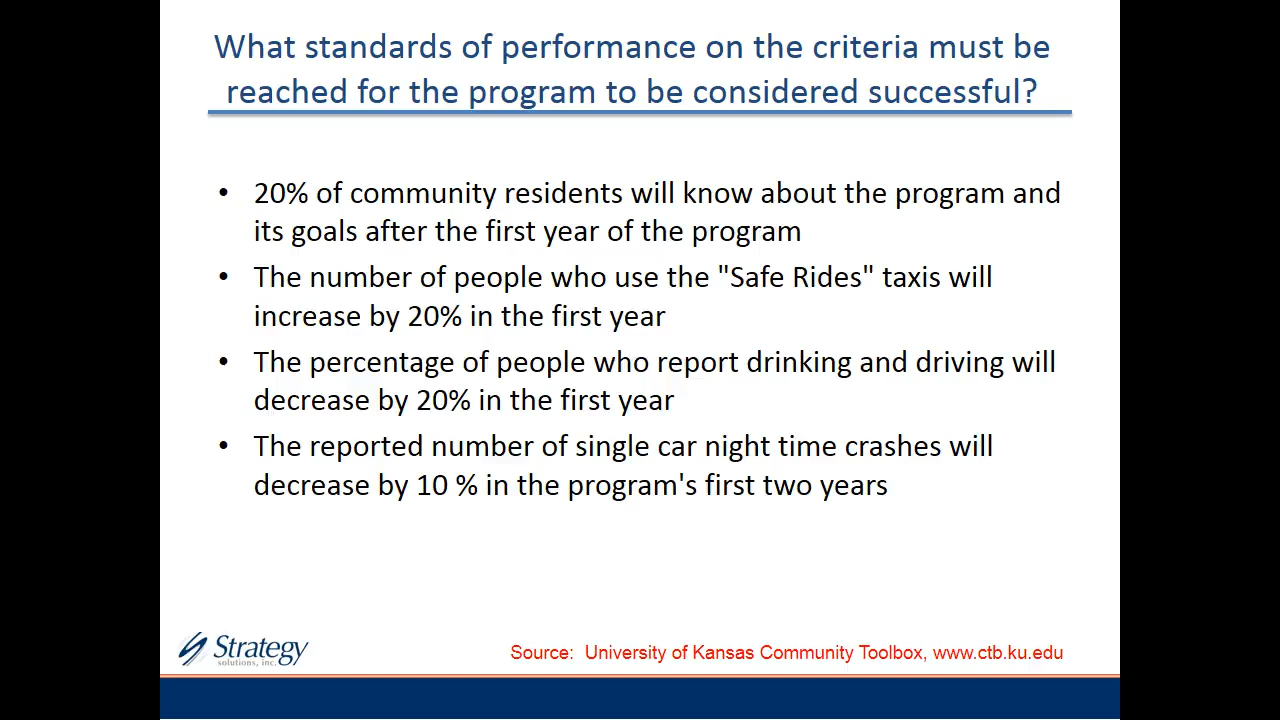 What standards of performance on the criteria must be
reached for the program to be considered successful?
• 20% of community residents will know about the program and
its goals after the first year of the program
• The number of people who use the "Safe Rides" taxis will
increase by 20% in the first year
• The percentage of people who report drinking and driving will
decrease by 20% in the first year
• The reported number of single car night time crashes will
decrease by 10 % in the program's first two years
Strategy
solutions, inc.
Source: University of Kansas Community Toolbox, www.ctb.ku.edu